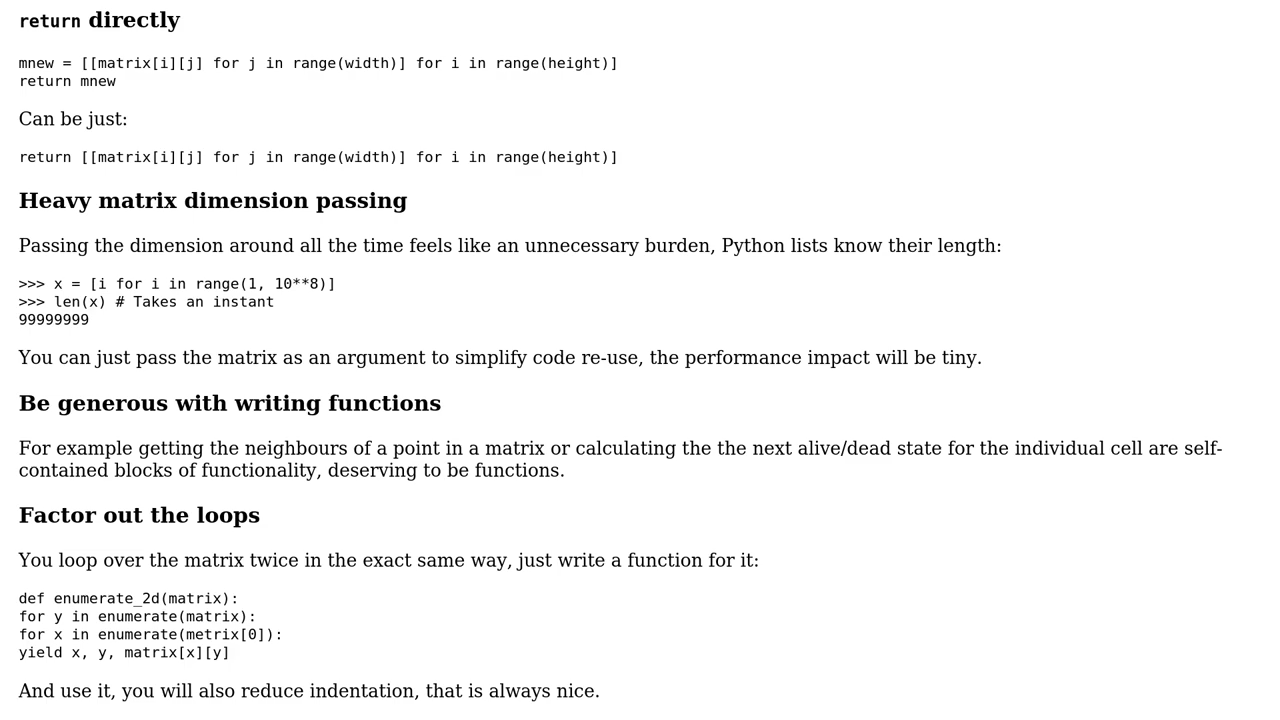 return directly
mnew = [[matrix[i][j] for j in range(width)] for i in range(height)]
return mnew
Can be just:
return [[matrix[i][j] for j in range(width)] for i in range(height)]
Heavy matrix dimension passing
Passing the dimension around all the time feels like an unnecessary burden, Python lists know their length:
>>> x = [i for i in range(1, 10**8)]
>>> len(x) # Takes an instant
99999999
You can just pass the matrix as an argument to simplify code re-use, the performance impact will be tiny.
Be generous with writing functions
For example getting the neighbours of a point in a matrix or calculating the the next alive/dead state for the individual cell are self-
contained blocks of functionality, deserving to be functions.
Factor out the loops
You loop over the matrix twice in the exact same way, just write a function for it:
def enumerate_2d(matrix):
for y in enumerate(matrix):
for x in enumerate(metrix[0]):
yield x, y, matrix[x][y]
And use it, you will also reduce indentation, that is always nice.